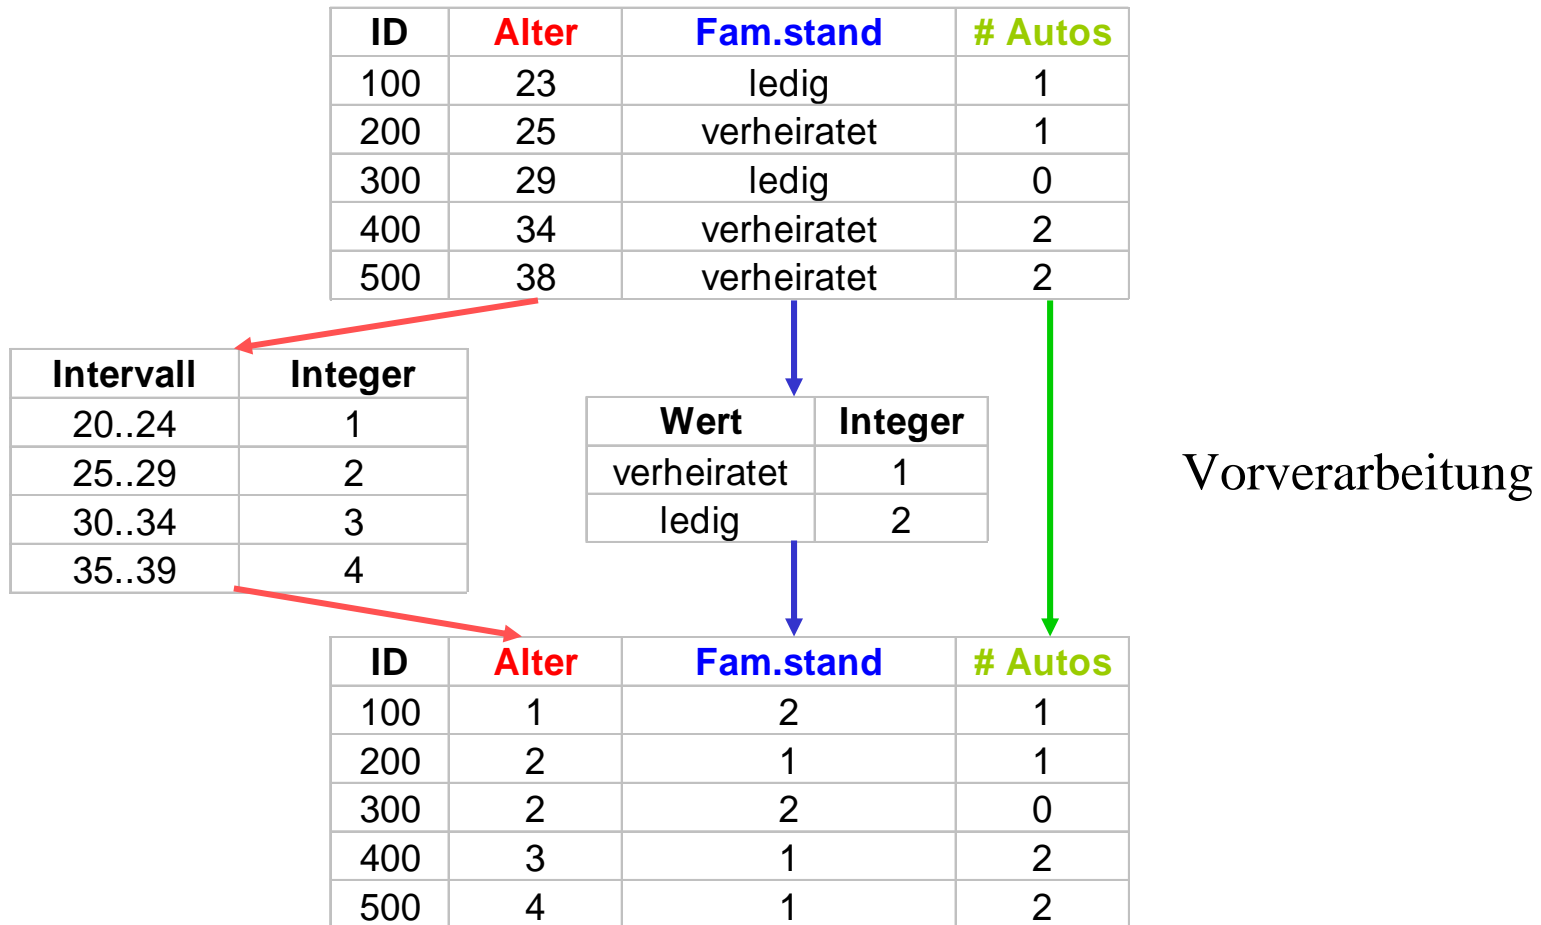 ID Alter Fam.stand # Autos
100 23 ledig 1
200 25 verheiratet 1
300 29 ledig 0
400 34 verheiratet 2
500 38 verheiratet 2
Intervall Integer
20..24 1
25..29 2
30..34 3
35..39 4
Wert Integer
verheiratet 1
ledig 2
Vorverarbeitung
ID Alter Fam.stand # Autos
100 1 2 1
200 2 1 1
300 2 2 0
400 3 1 2
500 4 1 2